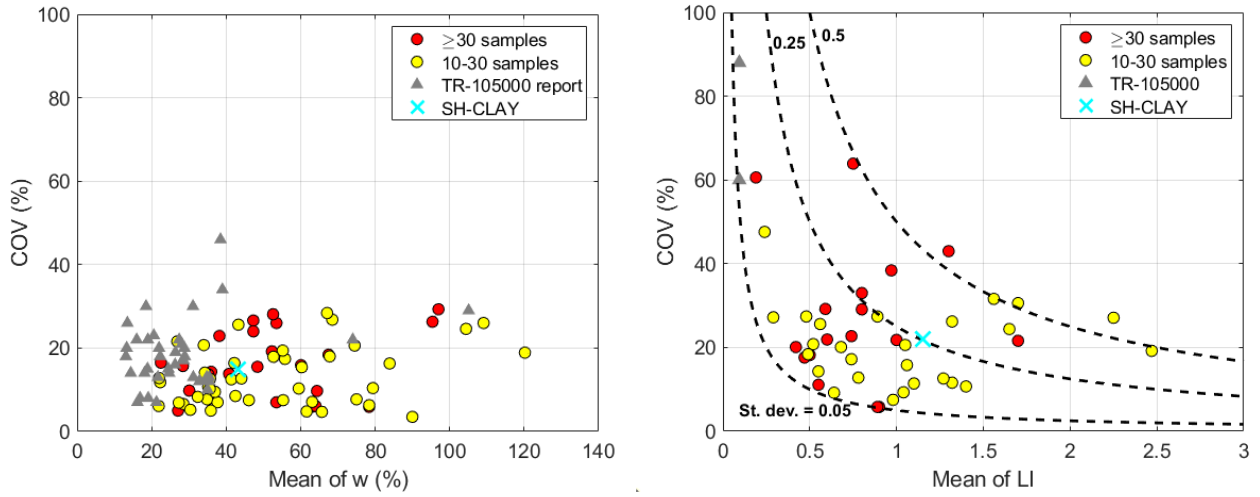 100
80
60
40
20
0
COV (%)
0 20 40 60 80 100 120 140
Mean of w (%)
≥30 samples
10-30 samples
TR-105000 report
SH-CLAY
100
80
60
40
20
0
COV (%)
0 0.5 1 1.5 2 2.5 3
Mean of LI
0.25
0.5
St. dev. = 0.05
≥30 samples
10-30 samples
TR-105000
SH-CLAY